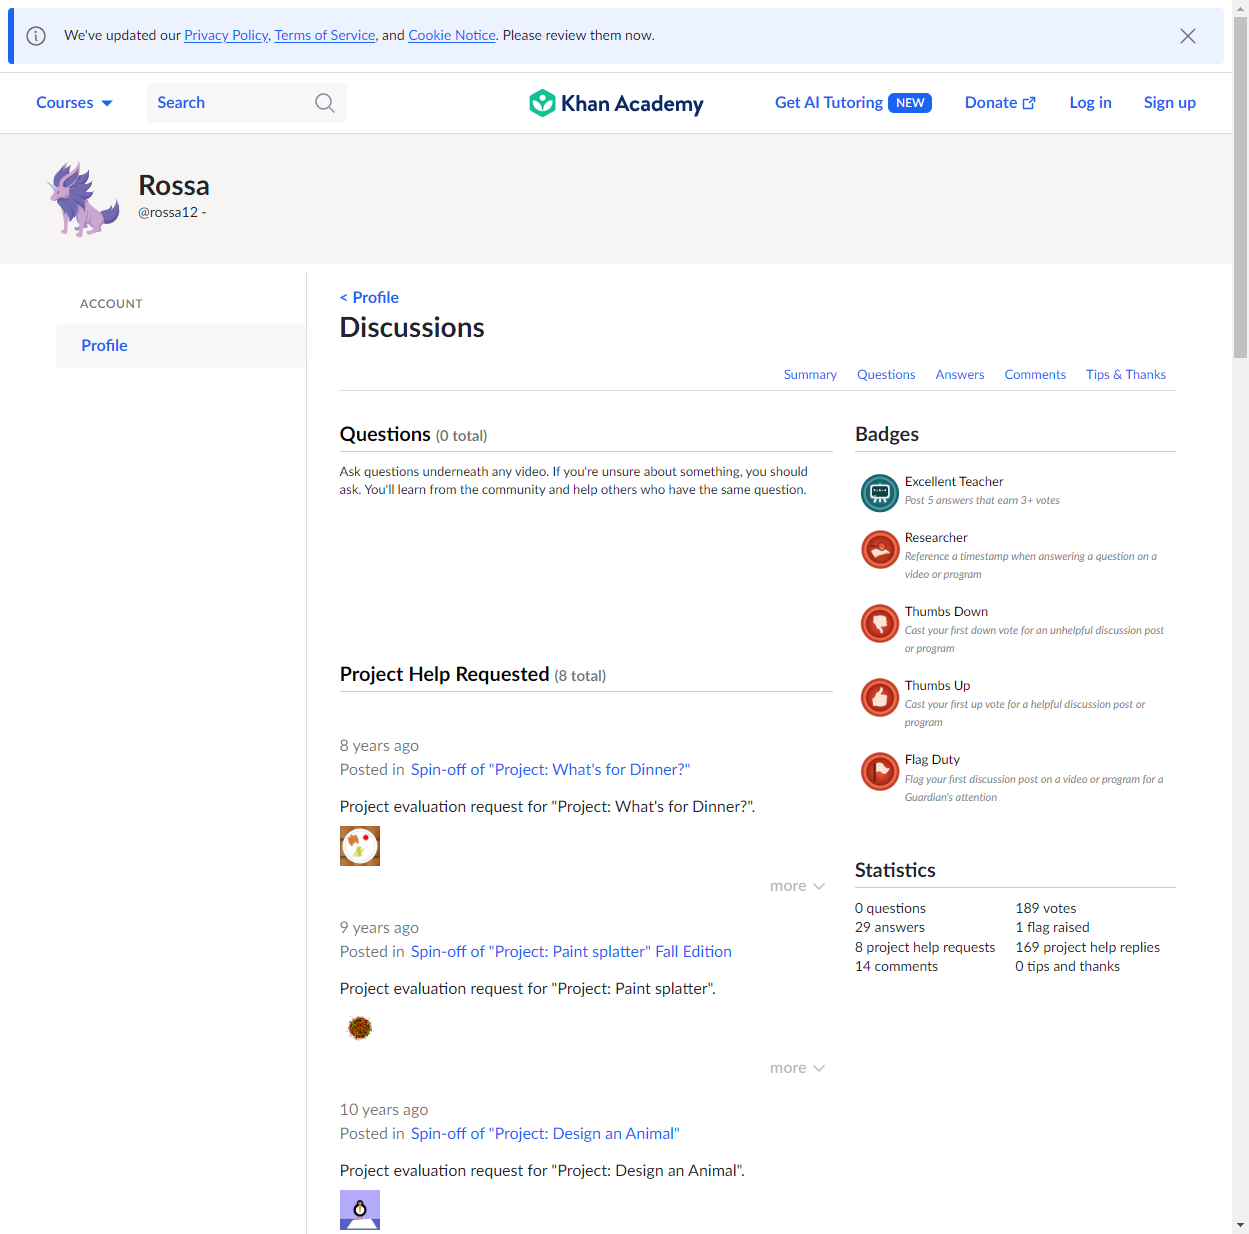 We've updated our Privacy Policy, Terms of Service, and Cookie Notice. Please review them now.
Courses
Search
Khan Academy
Get AI Tutoring NEW
Donate
Log in
Sign up
Rossa
@rossa12 -
ACCOUNT
Profile
< Profile
Discussions
Summary
Questions
Answers
Comments
Tips & Thanks
Questions (0 total)
Ask questions underneath any video. If you're unsure about something, you should
ask. You'll learn from the community and help others who have the same question.
Project Help Requested (8 total)
8 years ago
Posted in Spin-off of "Project: What's for Dinner?"
Project evaluation request for "Project: What's for Dinner?".
more
9 years ago
Posted in Spin-off of "Project: Paint splatter" Fall Edition
Project evaluation request for "Project: Paint splatter".
more
10 years ago
Posted in Spin-off of "Project: Design an Animal"
Project evaluation request for "Project: Design an Animal".
Badges
Excellent Teacher
Post 5 answers that earn 3+ votes
Researcher
Reference a timestamp when answering a question on a
video or program
Thumbs Down
Cast your first down vote for an unhelpful discussion post
or program
Thumbs Up
Cast your first up vote for a helpful discussion post or
program
Flag Duty
Flag your first discussion post on a video or program for a
Guardian's attention
Statistics
0 questions
29 answers
8 project help requests
14 comments
189 votes
1 flag raised
169 project help replies
0 tips and thanks